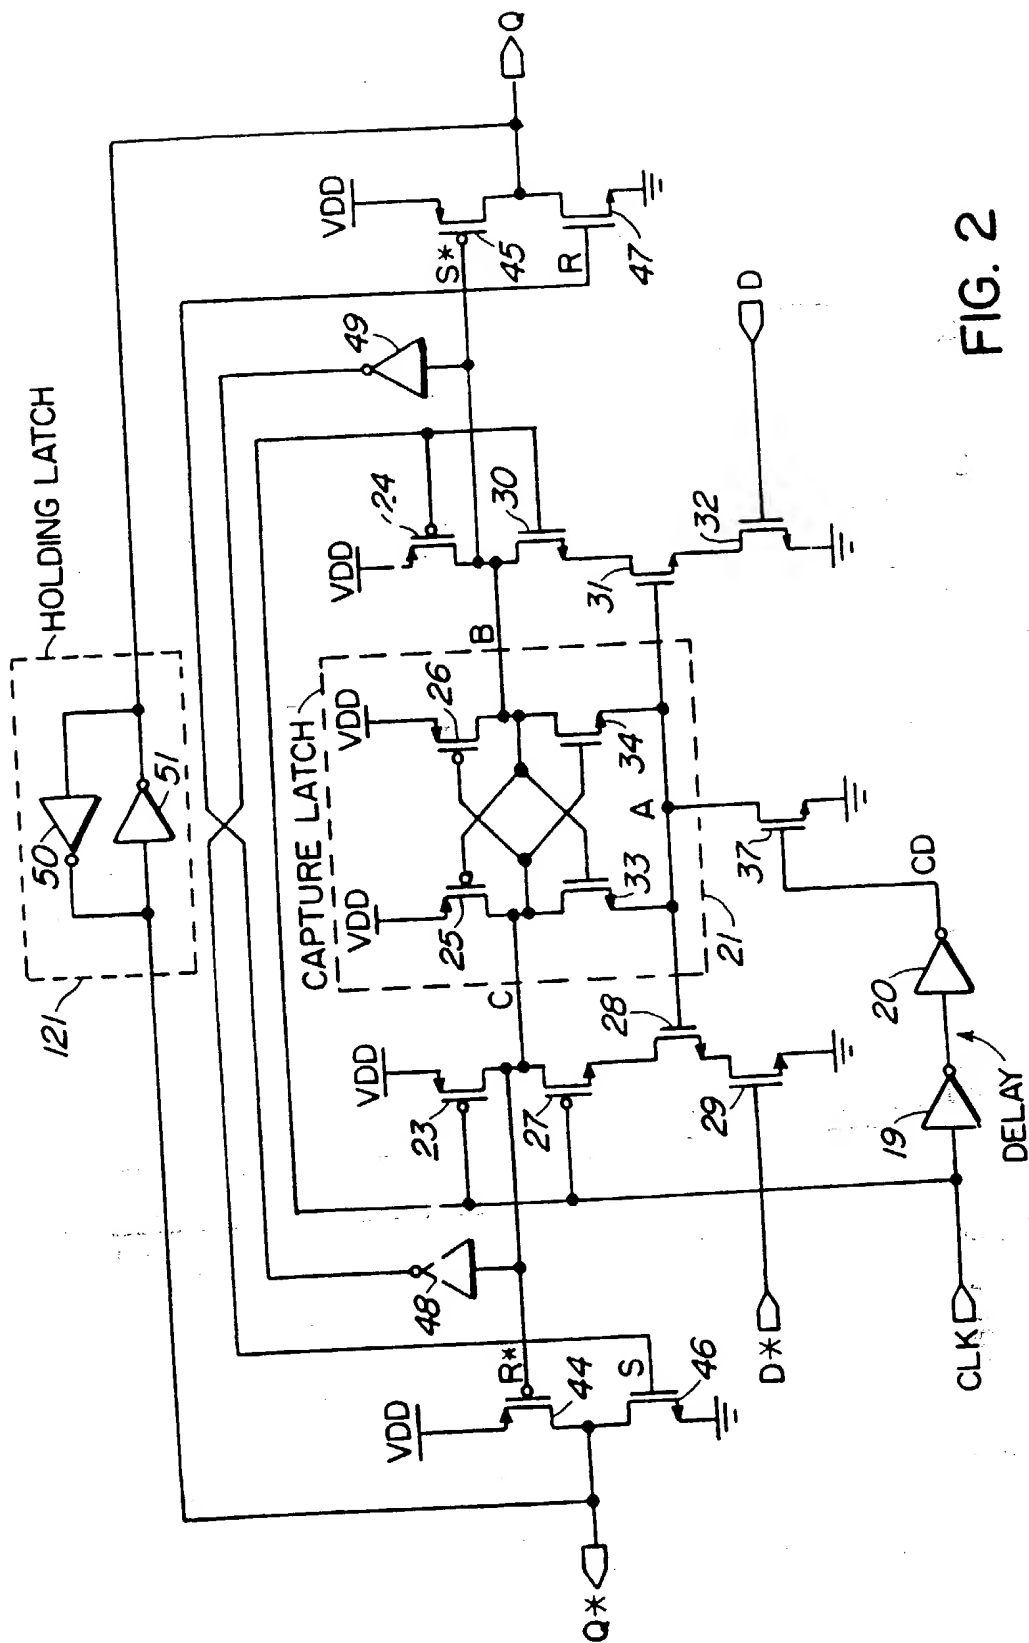 HOLDING LATCH
50
51
121
Q
VDD
S*
45
R
47
49
CAPTURE LATCH
VDD
24
30
B
VDD
26
34
VDD
25
33
31
32
D
A
37
CD
21
C
28
VDD
23
27
29
20
19
DELAY
48
R*
VDD
44
S
46
D*
CLK
Q*
FIG. 2